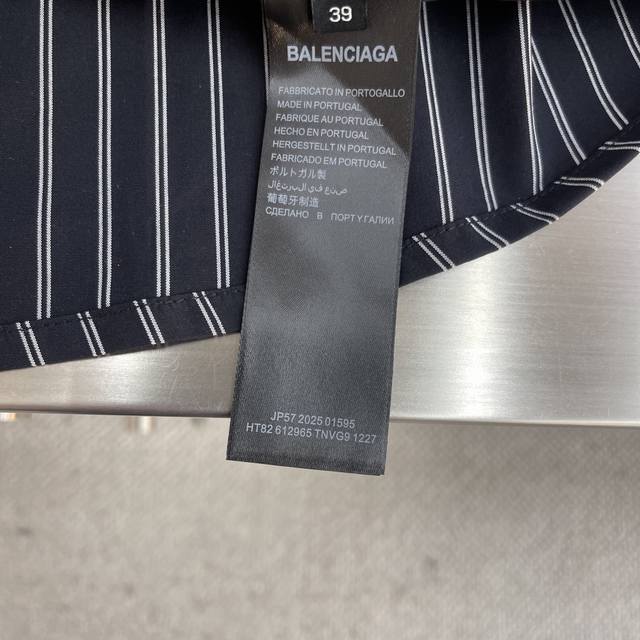 39
BALENCIAGA
FABBRICATO IN PORTOGALLO
MADE IN PORTUGAL
FABRIQUE AU PORTUGAL
HECHO EN PORTUGAL
HERGESTELLT IN PORTUGAL
FABRICADO EM PORTUGAL
ポルトガル製
صنع في البرتغال
葡萄牙制造
СДЕЛАНО В ПОРТУГАЛИИ
JP57 2025 01595
HT82 612965 TNVG9 1227